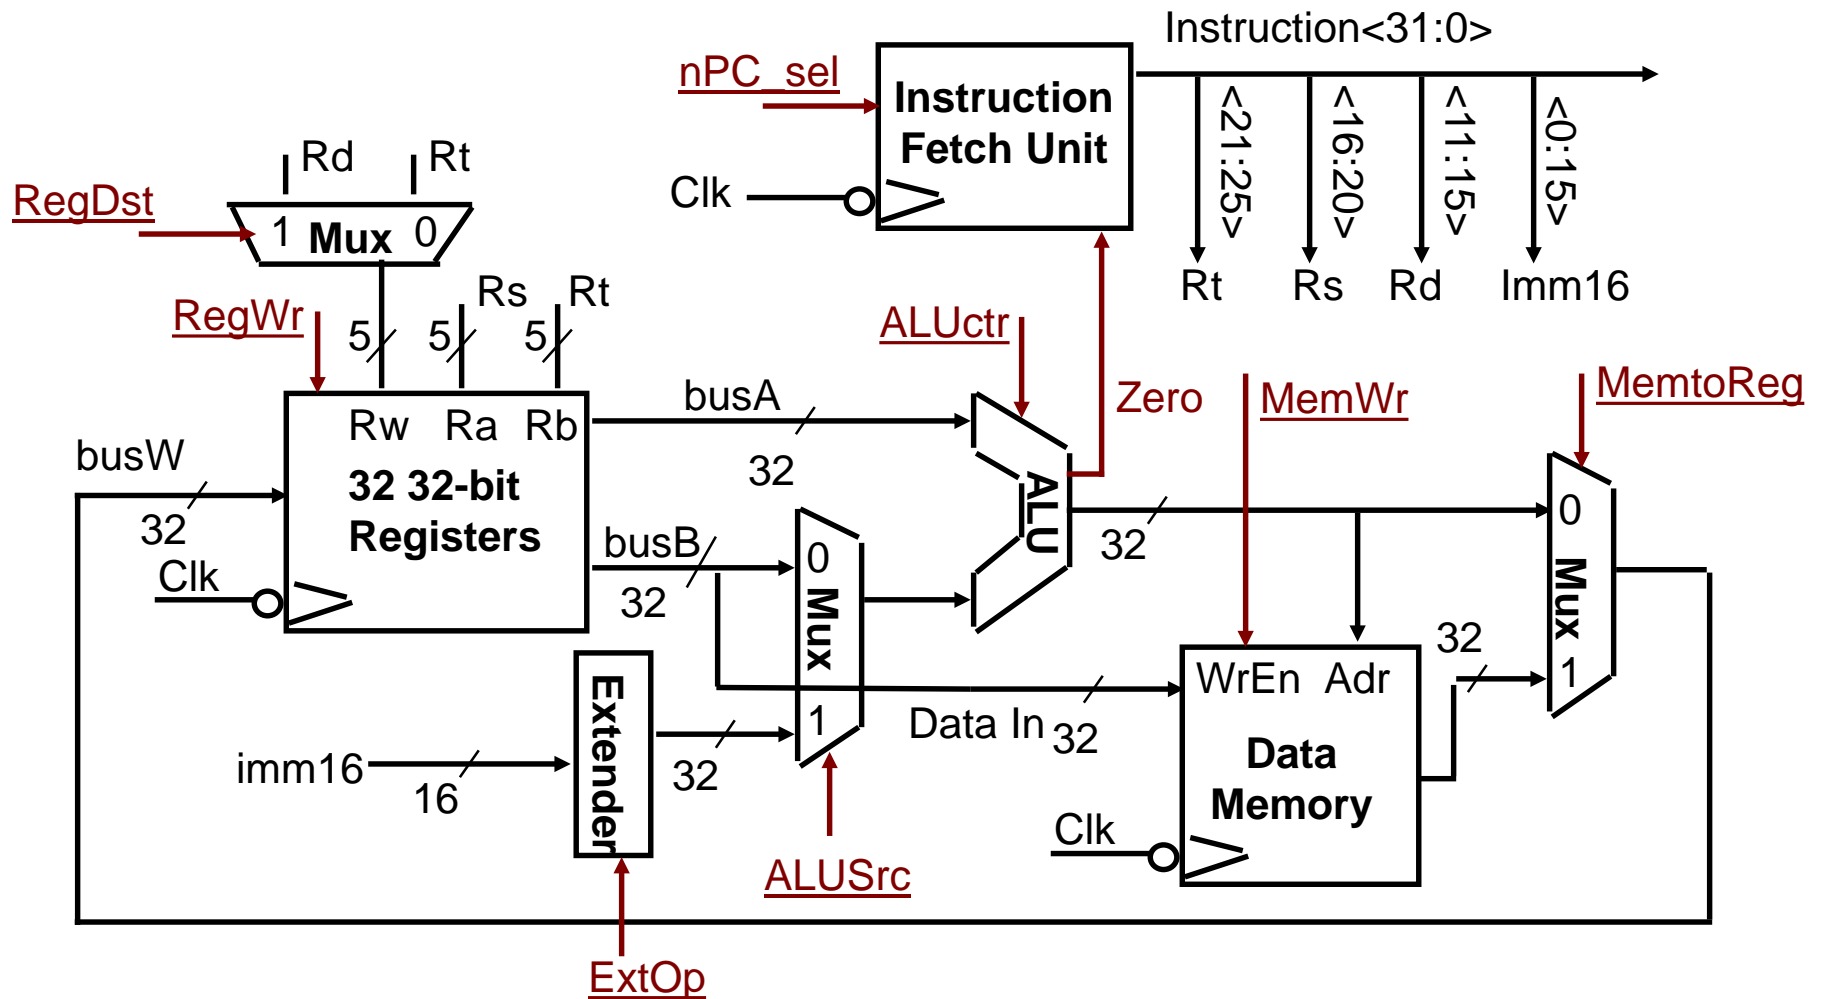 Instruction<31:0>
nPC_sel
Instruction
Fetch Unit
Clk
<21:25>
<16:20>
<11:15>
<0:15>
Rt
Rs
Rd
Imm16
Rd
Rt
RegDst
1
Mux
0
RegWr
5
5
Rs
5
Rt
ALUctr
Zero
MemWr
MemtoReg
busW
32
Rw
Ra
Rb
32 32-bit
Registers
Clk
busA
32
busB
32
0
Mux
1
ALU
32
0
Mux
1
imm16
16
Extender
32
ExtOp
ALUSrc
Data In
32
WrEn
Adr
Data
Memory
Clk
32